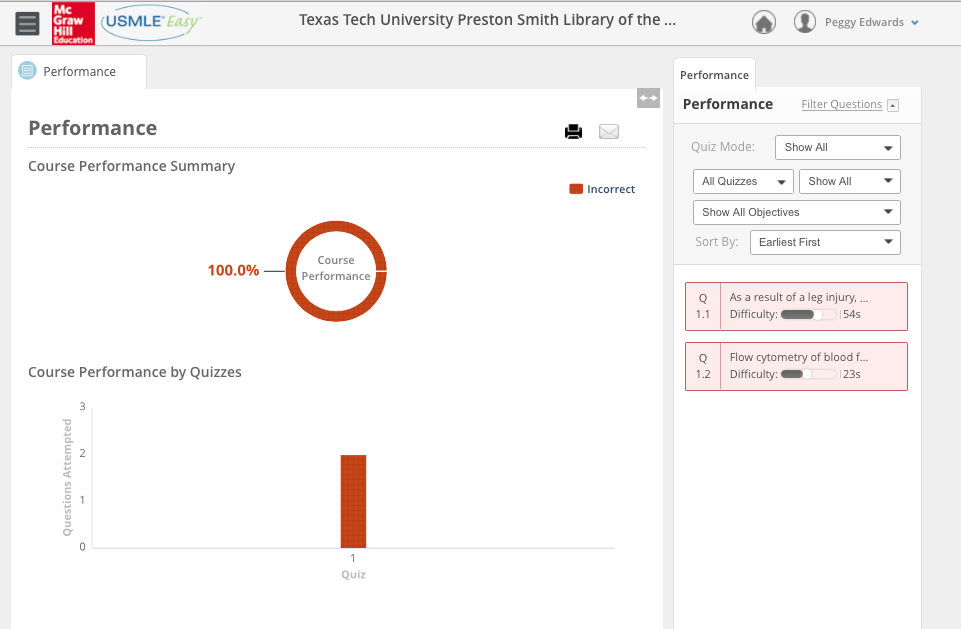 Mc
Graw
Hill
Education
USMLE Easy™
Texas Tech University Preston Smith Library of the ...
Peggy Edwards
Performance
Performance
Course Performance Summary
Incorrect
100.0%
Course
Performance
Course Performance by Quizzes
3
2
1
0
Questions Attempted
1
Quiz
Performance
Performance
Filter Questions
Quiz Mode:
Show All
All Quizzes
Show All
Show All Objectives
Sort By:
Earliest First
Q
1.1
As a result of a leg injury, ...
Difficulty:
54s
Q
1.2
Flow cytometry of blood f...
Difficulty:
23s